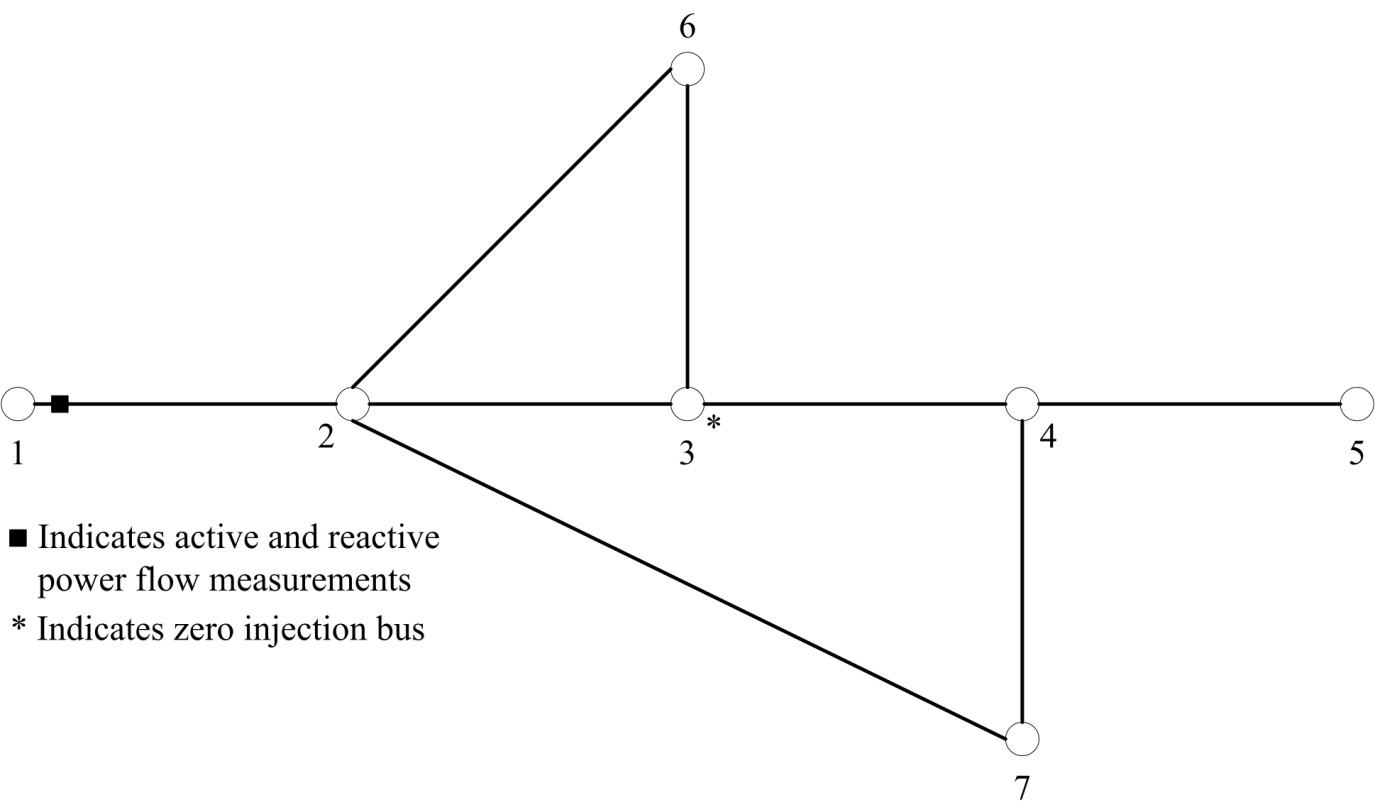 6
1
2
3
*
4
5
■ Indicates active and reactive
power flow measurements
* Indicates zero injection bus
7